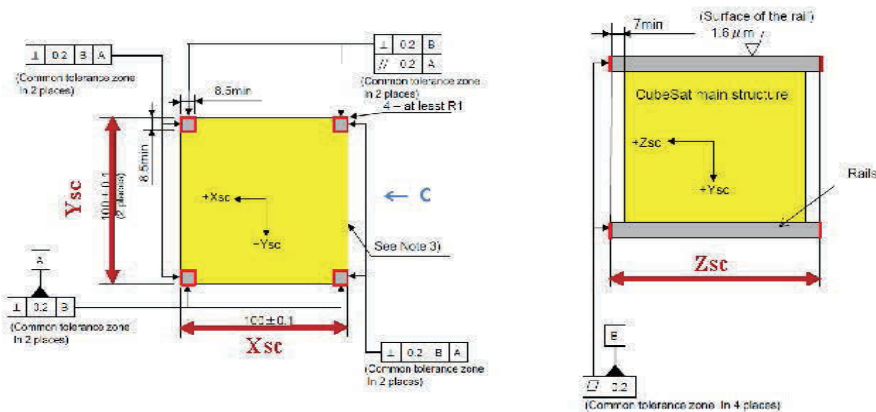 ⊥ 0.2 B A
(Common tolerance zone
In 2 places)
8.5min
⊥ 0.2 B
// 0.2 A
(Common tolerance zone
In 2 places)
4 – at least R1
8.5min
Ysc
100±0.1
(2 places)
+Xsc
+Ysc
C
See Note 3)
A
⊥ 0.2 B
(Common tolerance zone
In 2 places)
100±0.1
Xsc
⊥ 0.2 B A
(Common tolerance zone
In 2 places)
7min
(Surface of the rail)
1.6μm
CubeSat main structure
+Zsc
+Ysc
Rails
Zsc
B
⏥ 0.2
(Common tolerance zone In 4 places)